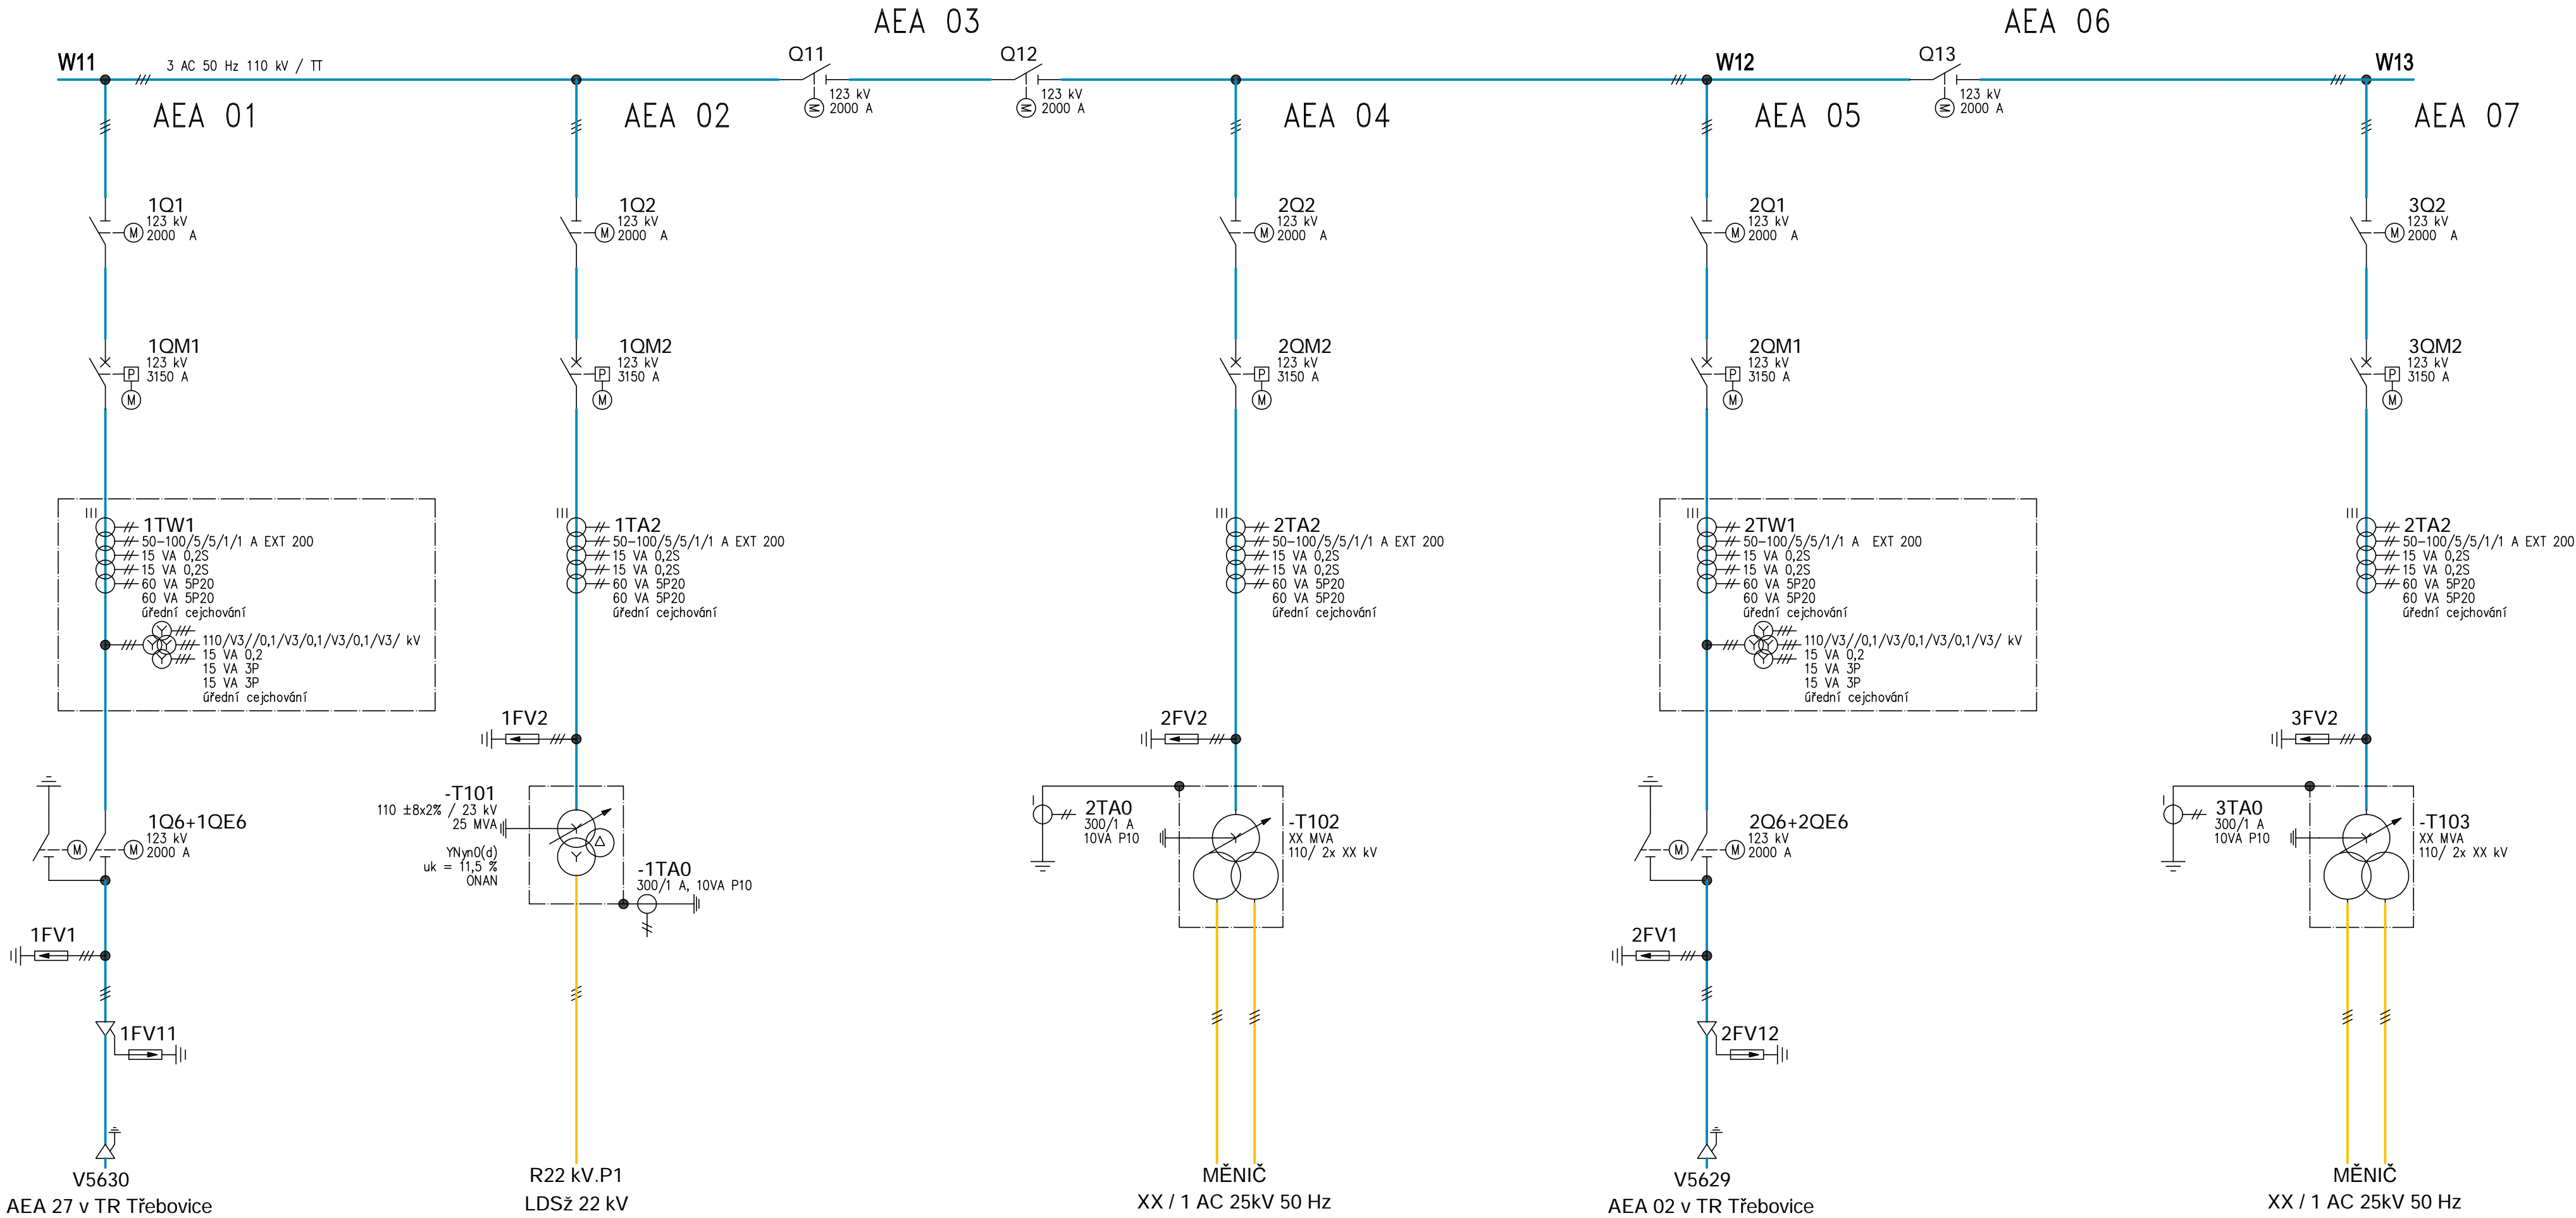 AEA 03
AEA 06
W11
3 AC 50 Hz 110 kV / TT
Q11
123 kV
2000 A
M
Q12
123 kV
2000 A
M
W12
Q13
123 kV
2000 A
M
W13
AEA 01
AEA 02
AEA 04
AEA 05
AEA 07
1Q1
123 kV
2000 A
M
1Q2
123 kV
2000 A
M
2Q2
123 kV
2000 A
M
2Q1
123 kV
2000 A
M
3Q2
123 kV
2000 A
M
1QM1
123 kV
3150 A
P
M
1QM2
123 kV
3150 A
P
M
2QM2
123 kV
3150 A
P
M
2QM1
123 kV
3150 A
P
M
3QM2
123 kV
3150 A
P
M
III
1TW1
50-100/5/5/1/1 A EXT 200
15 VA 0,2S
15 VA 0,2S
60 VA 5P20
60 VA 5P20
úřední cejchování
110/V3//0,1/V3/0,1/V3/0,1/V3/ kV
15 VA 0,2
15 VA 3P
15 VA 3P
úřední cejchování
III
1TA2
50-100/5/5/1/1 A EXT 200
15 VA 0,2S
15 VA 0,2S
60 VA 5P20
60 VA 5P20
úřední cejchování
III
2TA2
50-100/5/5/1/1 A EXT 200
15 VA 0,2S
15 VA 0,2S
60 VA 5P20
60 VA 5P20
úřední cejchování
III
2TW1
50-100/5/5/1/1 A EXT 200
15 VA 0,2S
15 VA 0,2S
60 VA 5P20
60 VA 5P20
úřední cejchování
110/V3//0,1/V3/0,1/V3/0,1/V3/ kV
15 VA 0,2
15 VA 3P
15 VA 3P
úřední cejchování
III
2TA2
50-100/5/5/1/1 A EXT 200
15 VA 0,2S
15 VA 0,2S
60 VA 5P20
60 VA 5P20
úřední cejchování
1FV2
2FV2
3FV2
1Q6+1QE6
123 kV
2000 A
M
M
-T101
110 ±8x2% / 23 kV
25 MVA
YNyn0(d)
uk = 11,5 %
ONAN
-1TA0
300/1 A, 10VA P10
I
2TA0
300/1 A
10VA P10
-T102
XX MVA
110/ 2x XX kV
2Q6+2QE6
123 kV
2000 A
M
M
I
3TA0
300/1 A
10VA P10
-T103
XX MVA
110/ 2x XX kV
1FV1
2FV1
1FV11
2FV12
V5630
AEA 27 v TR Třebovice
R22 kV.P1
LDSž 22 kV
MĚNIČ
XX / 1 AC 25kV 50 Hz
V5629
AEA 02 v TR Třebovice
MĚNIČ
XX / 1 AC 25kV 50 Hz